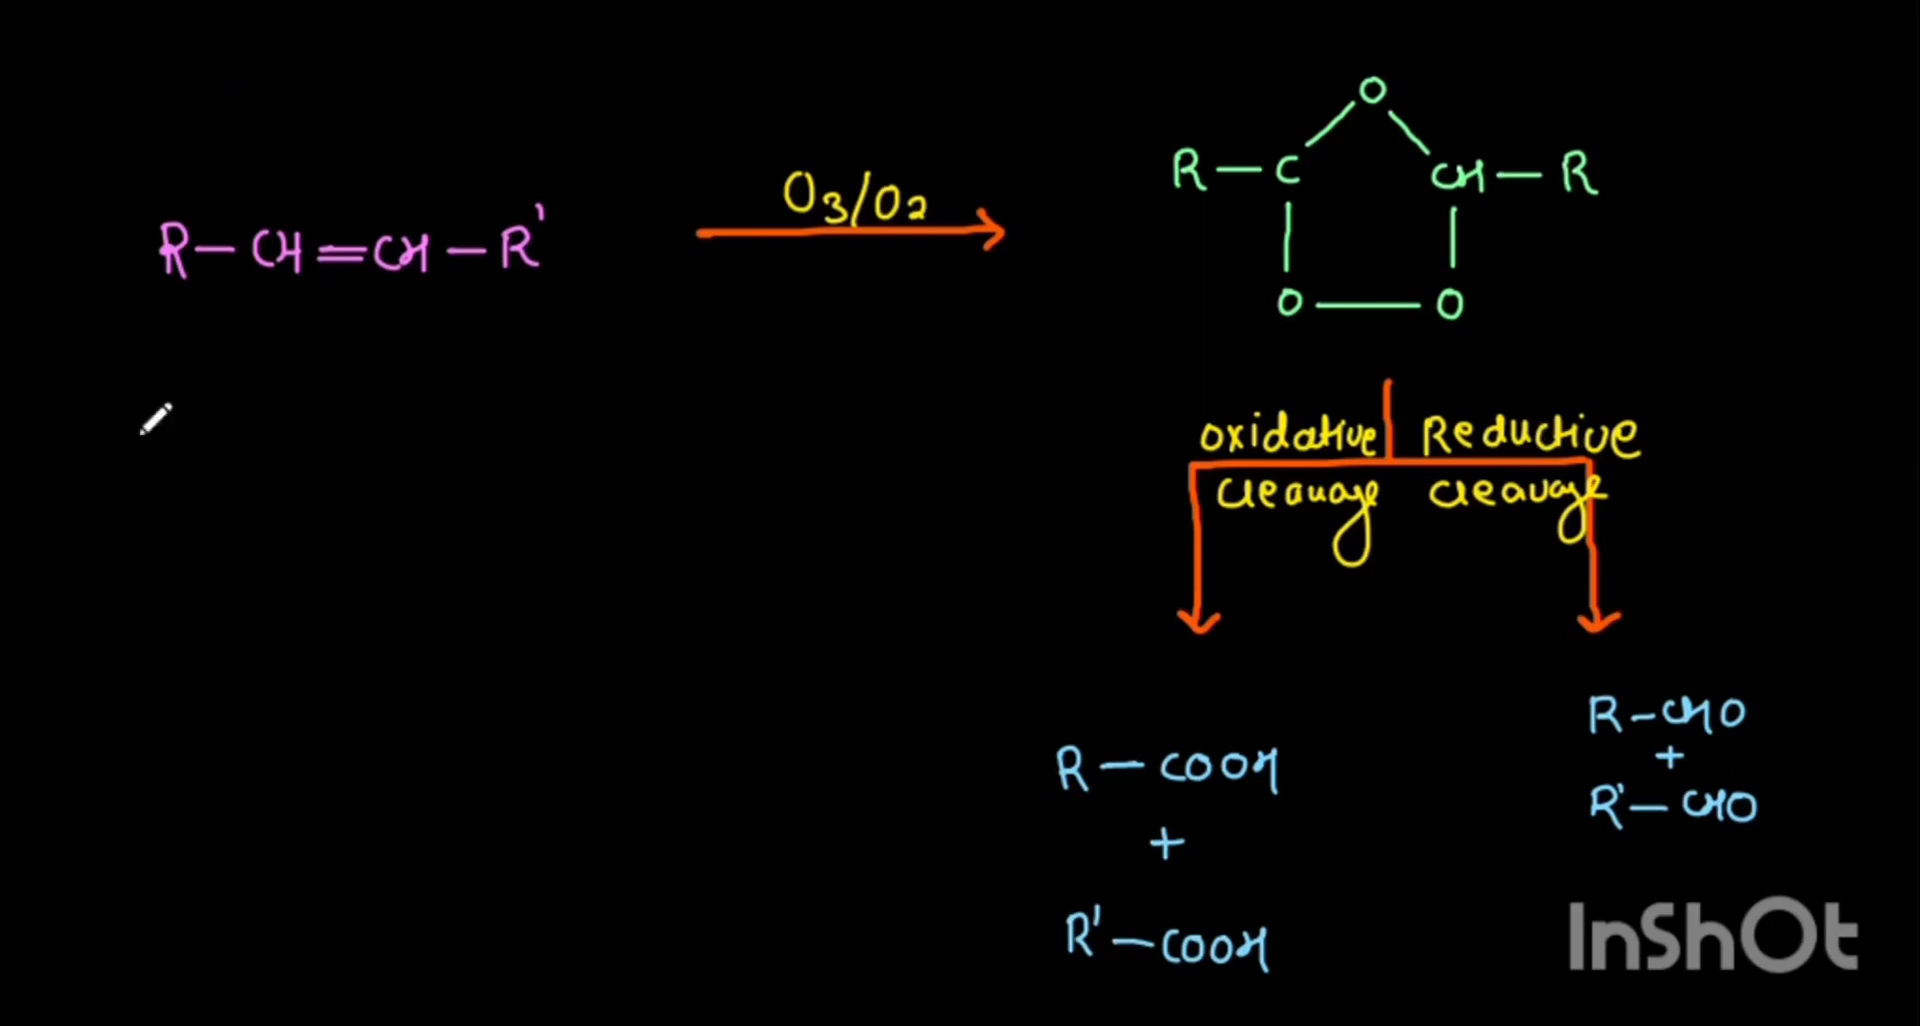 O
R-C CH-R
O3/O2
R-CH=CH-R'
O-O
oxidative Reductive
cleavage cleavage
R-CHO
+
R'-CHO
R-COOH
+
R'-COOH
InShOt